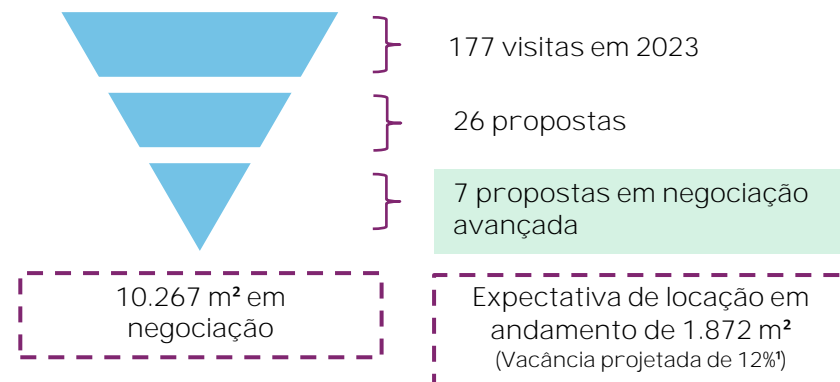 177 visitas em 2023
26 propostas
7 propostas em negociação
avançada
10.267 m² em
negociação
Expectativa de locação em
andamento de 1.872 m²
(Vacância projetada de 12%¹)